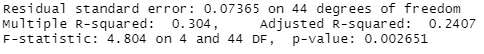 Residual standard error: 0.07365 on 44 degrees of freedom
Multiple R-squared:  0.304,     Adjusted R-squared:  0.2407
F-statistic: 4.804 on 4 and 44 DF,  p-value: 0.002651